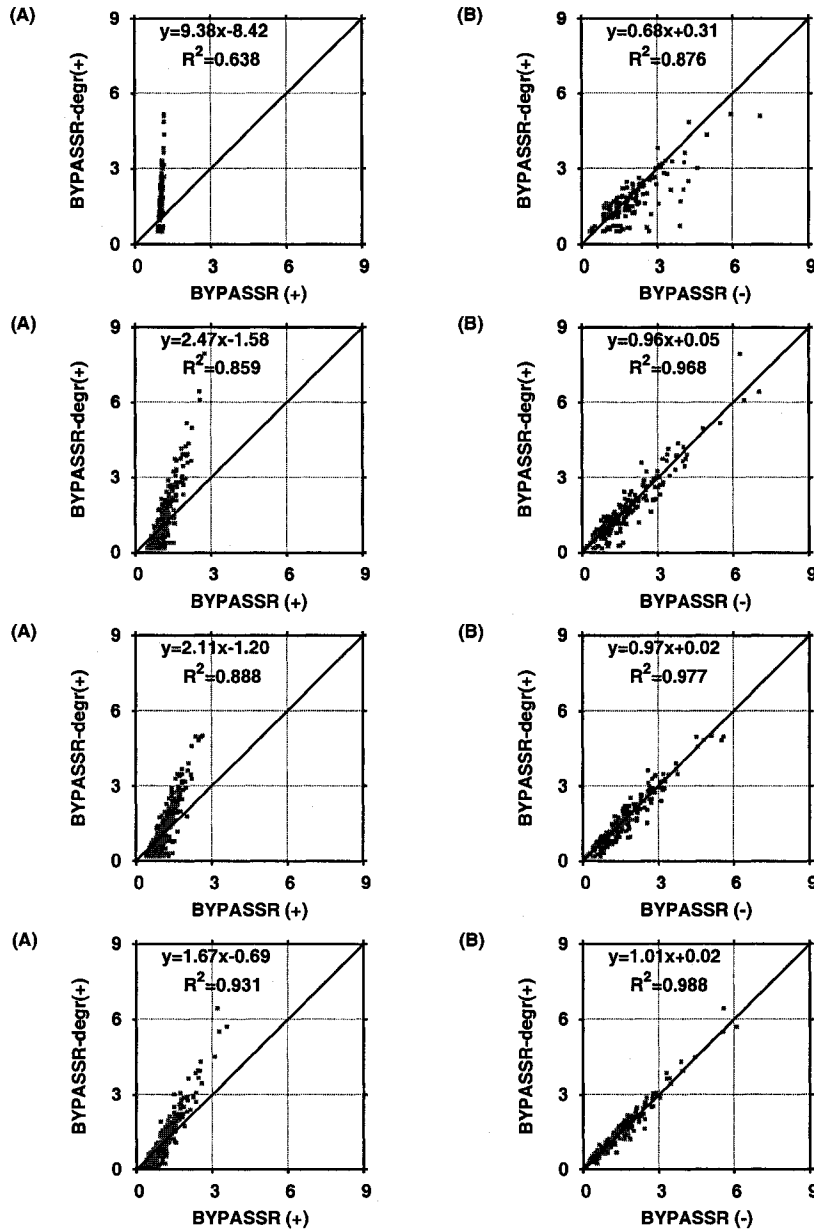 (A)
y=9.38x-8.42
R²=0.638
BYPASSR-degr(+)
9
6
3
0
0 3 6 9
BYPASSR (+)
(B)
y=0.68x+0.31
R²=0.876
BYPASSR-degr(+)
9
6
3
0
0 3 6 9
BYPASSR (-)
(A)
y=2.47x-1.58
R²=0.859
BYPASSR-degr(+)
9
6
3
0
0 3 6 9
BYPASSR (+)
(B)
y=0.96x+0.05
R²=0.968
BYPASSR-degr(+)
9
6
3
0
0 3 6 9
BYPASSR (-)
(A)
y=2.11x-1.20
R²=0.888
BYPASSR-degr(+)
9
6
3
0
0 3 6 9
BYPASSR (+)
(B)
y=0.97x+0.02
R²=0.977
BYPASSR-degr(+)
9
6
3
0
0 3 6 9
BYPASSR (-)
(A)
y=1.67x-0.69
R²=0.931
BYPASSR-degr(+)
9
6
3
0
0 3 6 9
BYPASSR (+)
(B)
y=1.01x+0.02
R²=0.988
BYPASSR-degr(+)
9
6
3
0
0 3 6 9
BYPASSR (-)